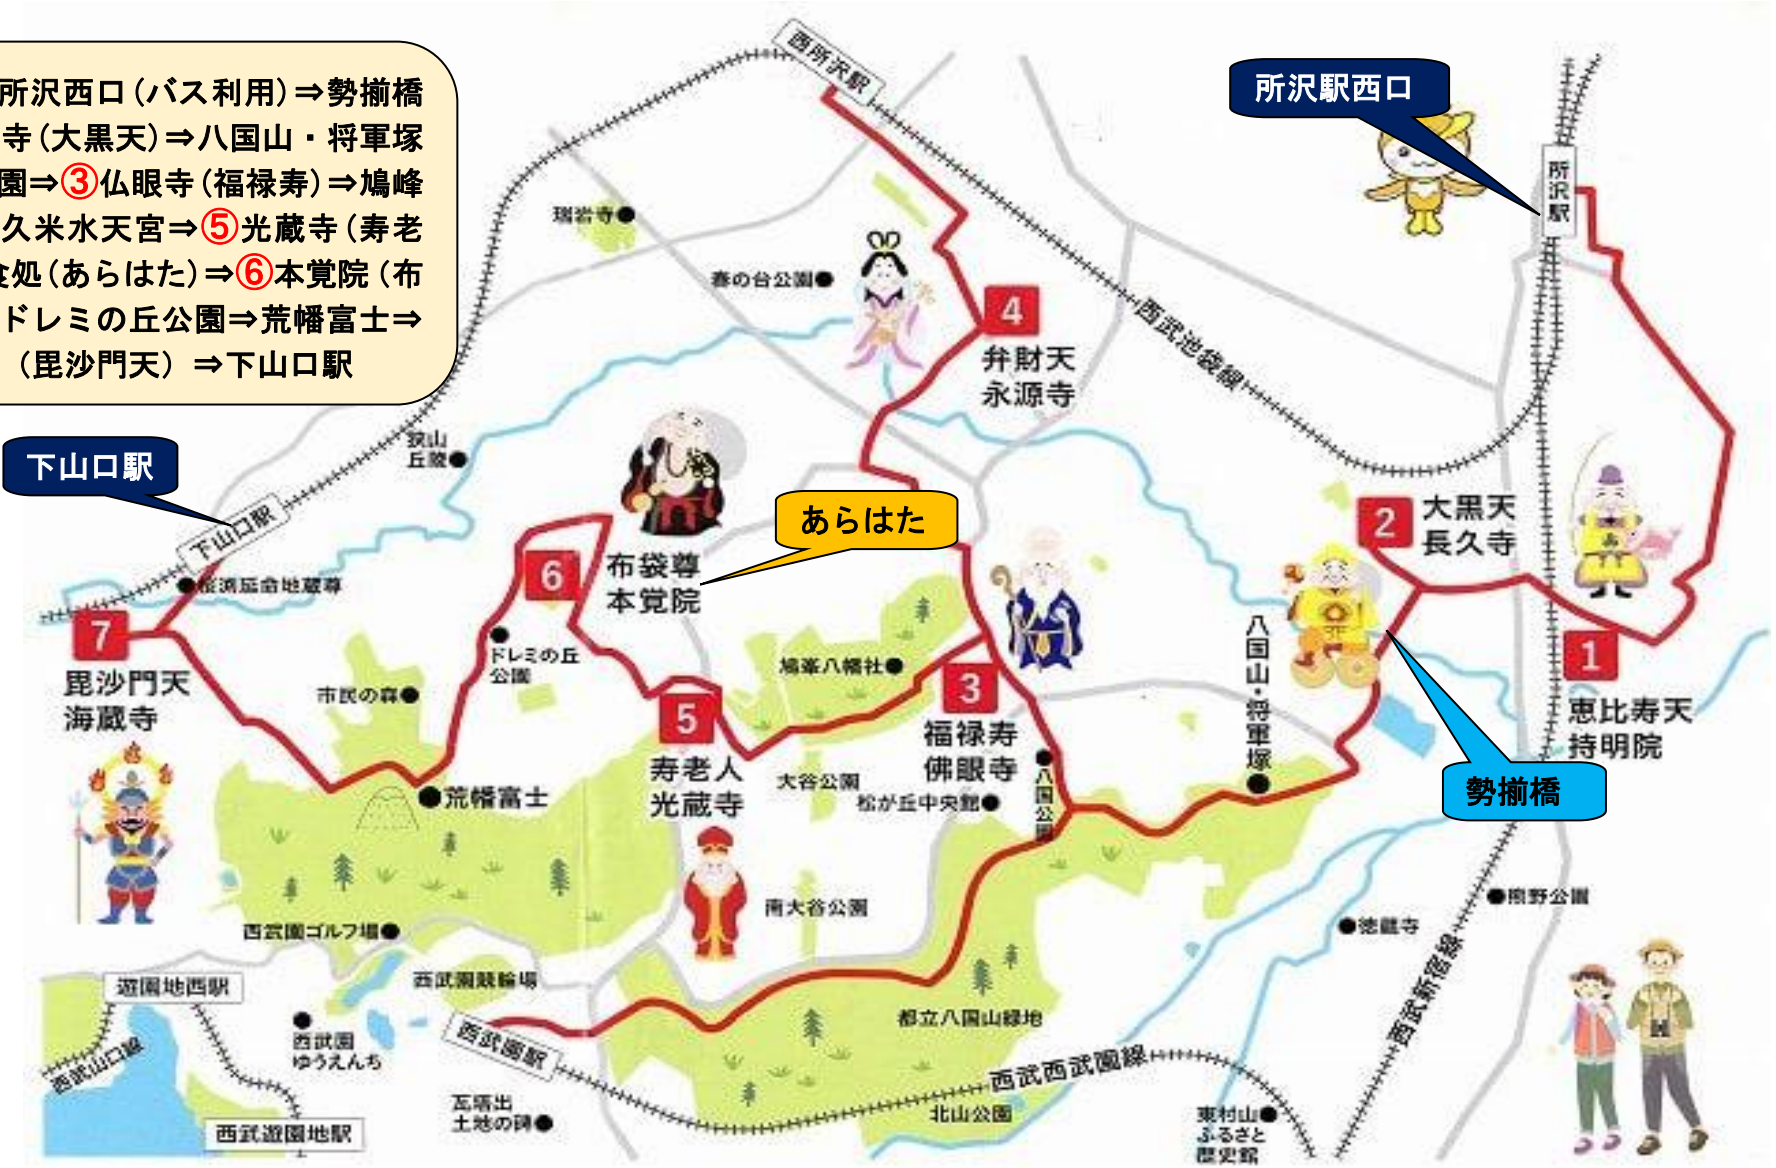 所沢西口(バス利用)⇒勢揃橋
寺(大黒天)⇒八国山・将軍塚
園⇒③仏眼寺(福禄寿)⇒鳩峰
久米水天宮⇒⑤光蔵寺(寿老
食処(あらはた)⇒⑥本覚院(布
ドレミの丘公園⇒荒幡富士⇒
(毘沙門天)⇒下山口駅
西所沢駅
所沢駅西口
所沢駅
瑞岩寺
春の台公園
4
弁財天
永源寺
西武池袋線
狭山
丘陵
下山口駅
下山口駅
あらはた
2
大黒天
長久寺
6
布袋尊
本覚院
桜渕延命地蔵尊
7
毘沙門天
海蔵寺
ドレミの丘
公園
市民の森
鳩峯八幡社
3
福禄寿
佛眼寺
八国山・将軍塚
1
恵比寿天
持明院
5
寿老人
光蔵寺
大谷公園
松が丘中央館
八国公園
勢揃橋
荒幡富士
南大谷公園
熊野公園
徳蔵寺
西武園ゴルフ場
西武園競輪場
遊園地西駅
西武新宿線
都立八国山緑地
西武園
ゆうえんち
西武園駅
西武山口線
西武西武園線
瓦塔出
土地の碑
北山公園
東村山
ふるさと
歴史館
西武遊園地駅